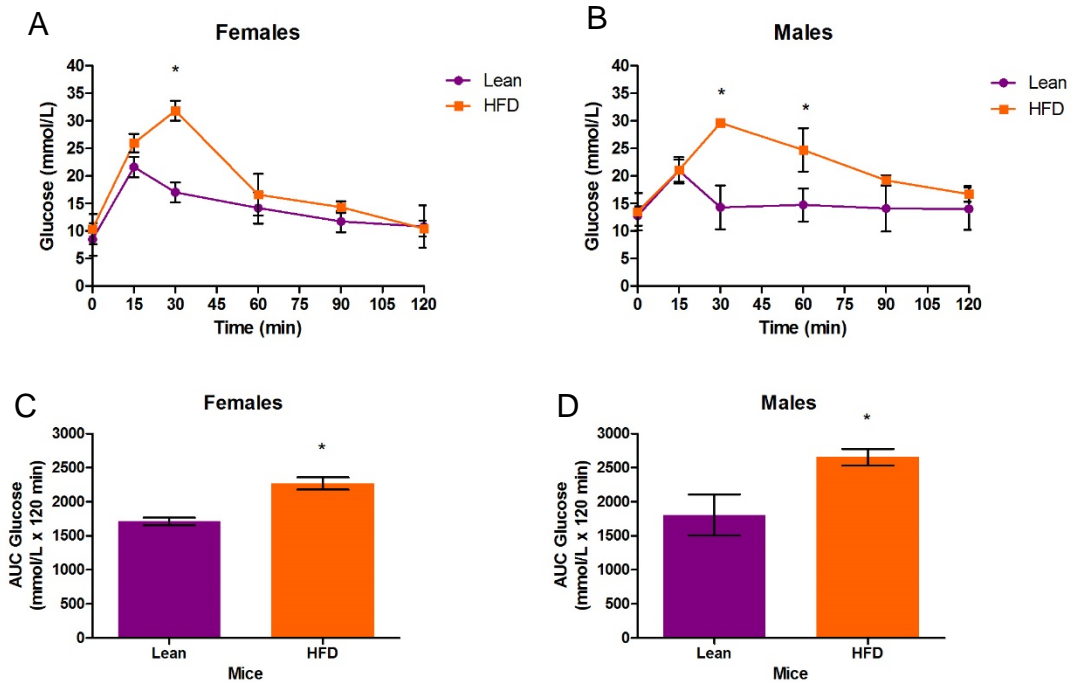 A
Females
*
40
35
30
25
20
15
10
5
0
Glucose (mmol/L)
0 15 30 45 60 75 90 105 120
Time (min)
Lean
HFD
B
Males
* *
40
35
30
25
20
15
10
5
0
Glucose (mmol/L)
0 15 30 45 60 75 90 105 120
Time (min)
Lean
HFD
C
Females
*
3000
2500
2000
1500
1000
500
0
AUC Glucose
(mmol/L x 120 min)
Lean HFD
Mice
D
Males
*
3000
2500
2000
1500
1000
500
0
AUC Glucose
(mmol/L x 120 min)
Lean HFD
Mice